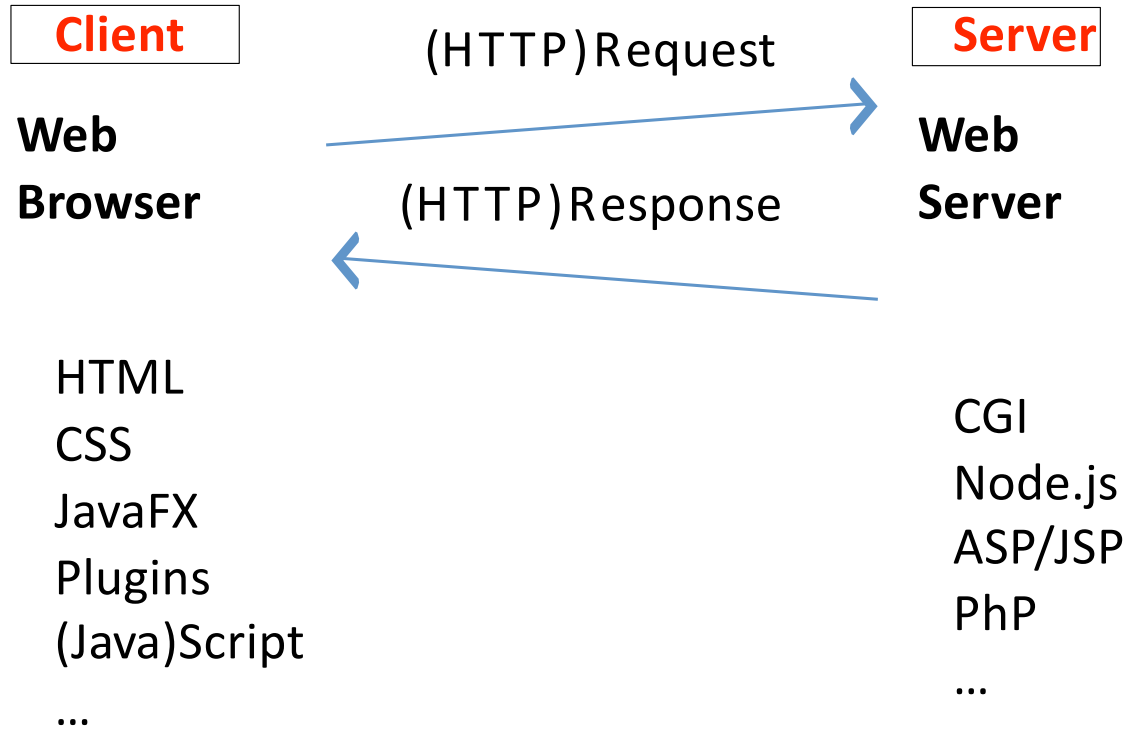 Client
(HTTP)Request
Server
Web
Browser
(HTTP)Response
Web
Server
HTML
CSS
JavaFX
Plugins
(Java)Script
...
CGI
Node.js
ASP/JSP
PhP
...